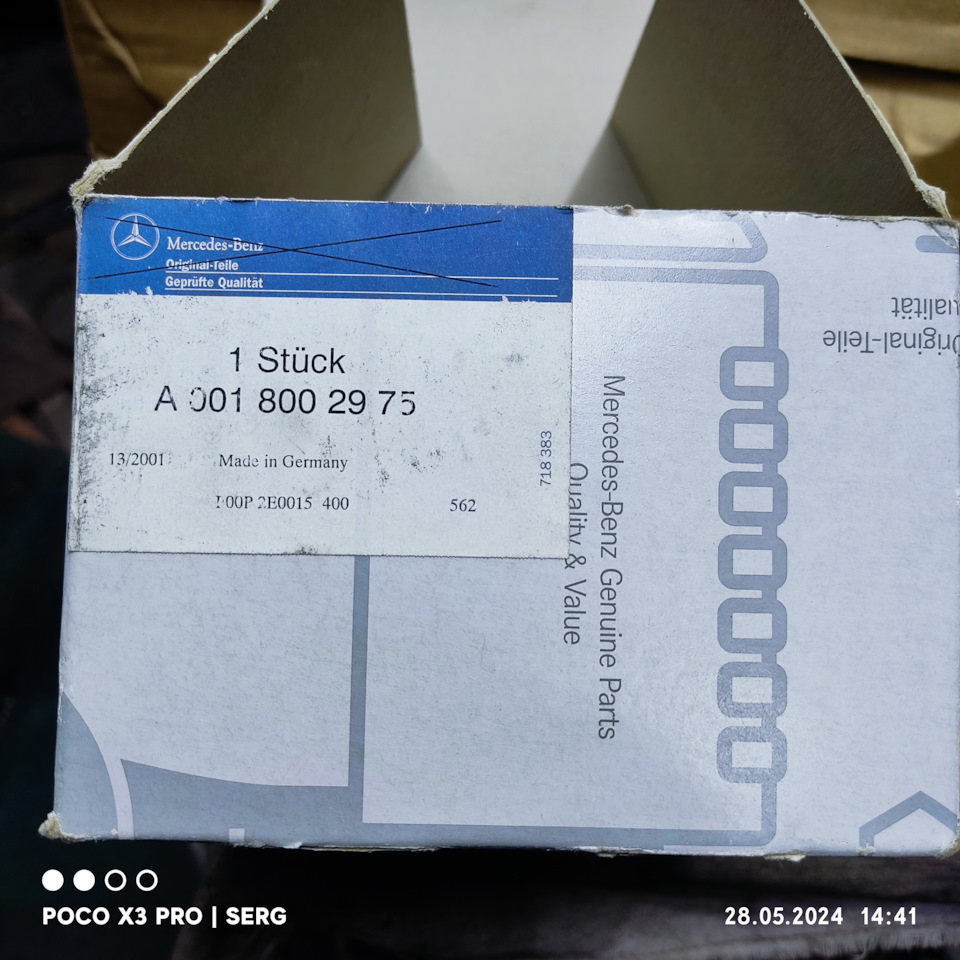 Mercedes-Benz
Original-Teile
Geprüfte Qualität
1 Stück
A 001 800 29 75
13/2001
Made in Germany
718 383
400
562
Mercedes-Benz Genuine Parts
Quality & Value
Original-Teile
POCO X3 PRO | SERG
28.05.2024 14:41